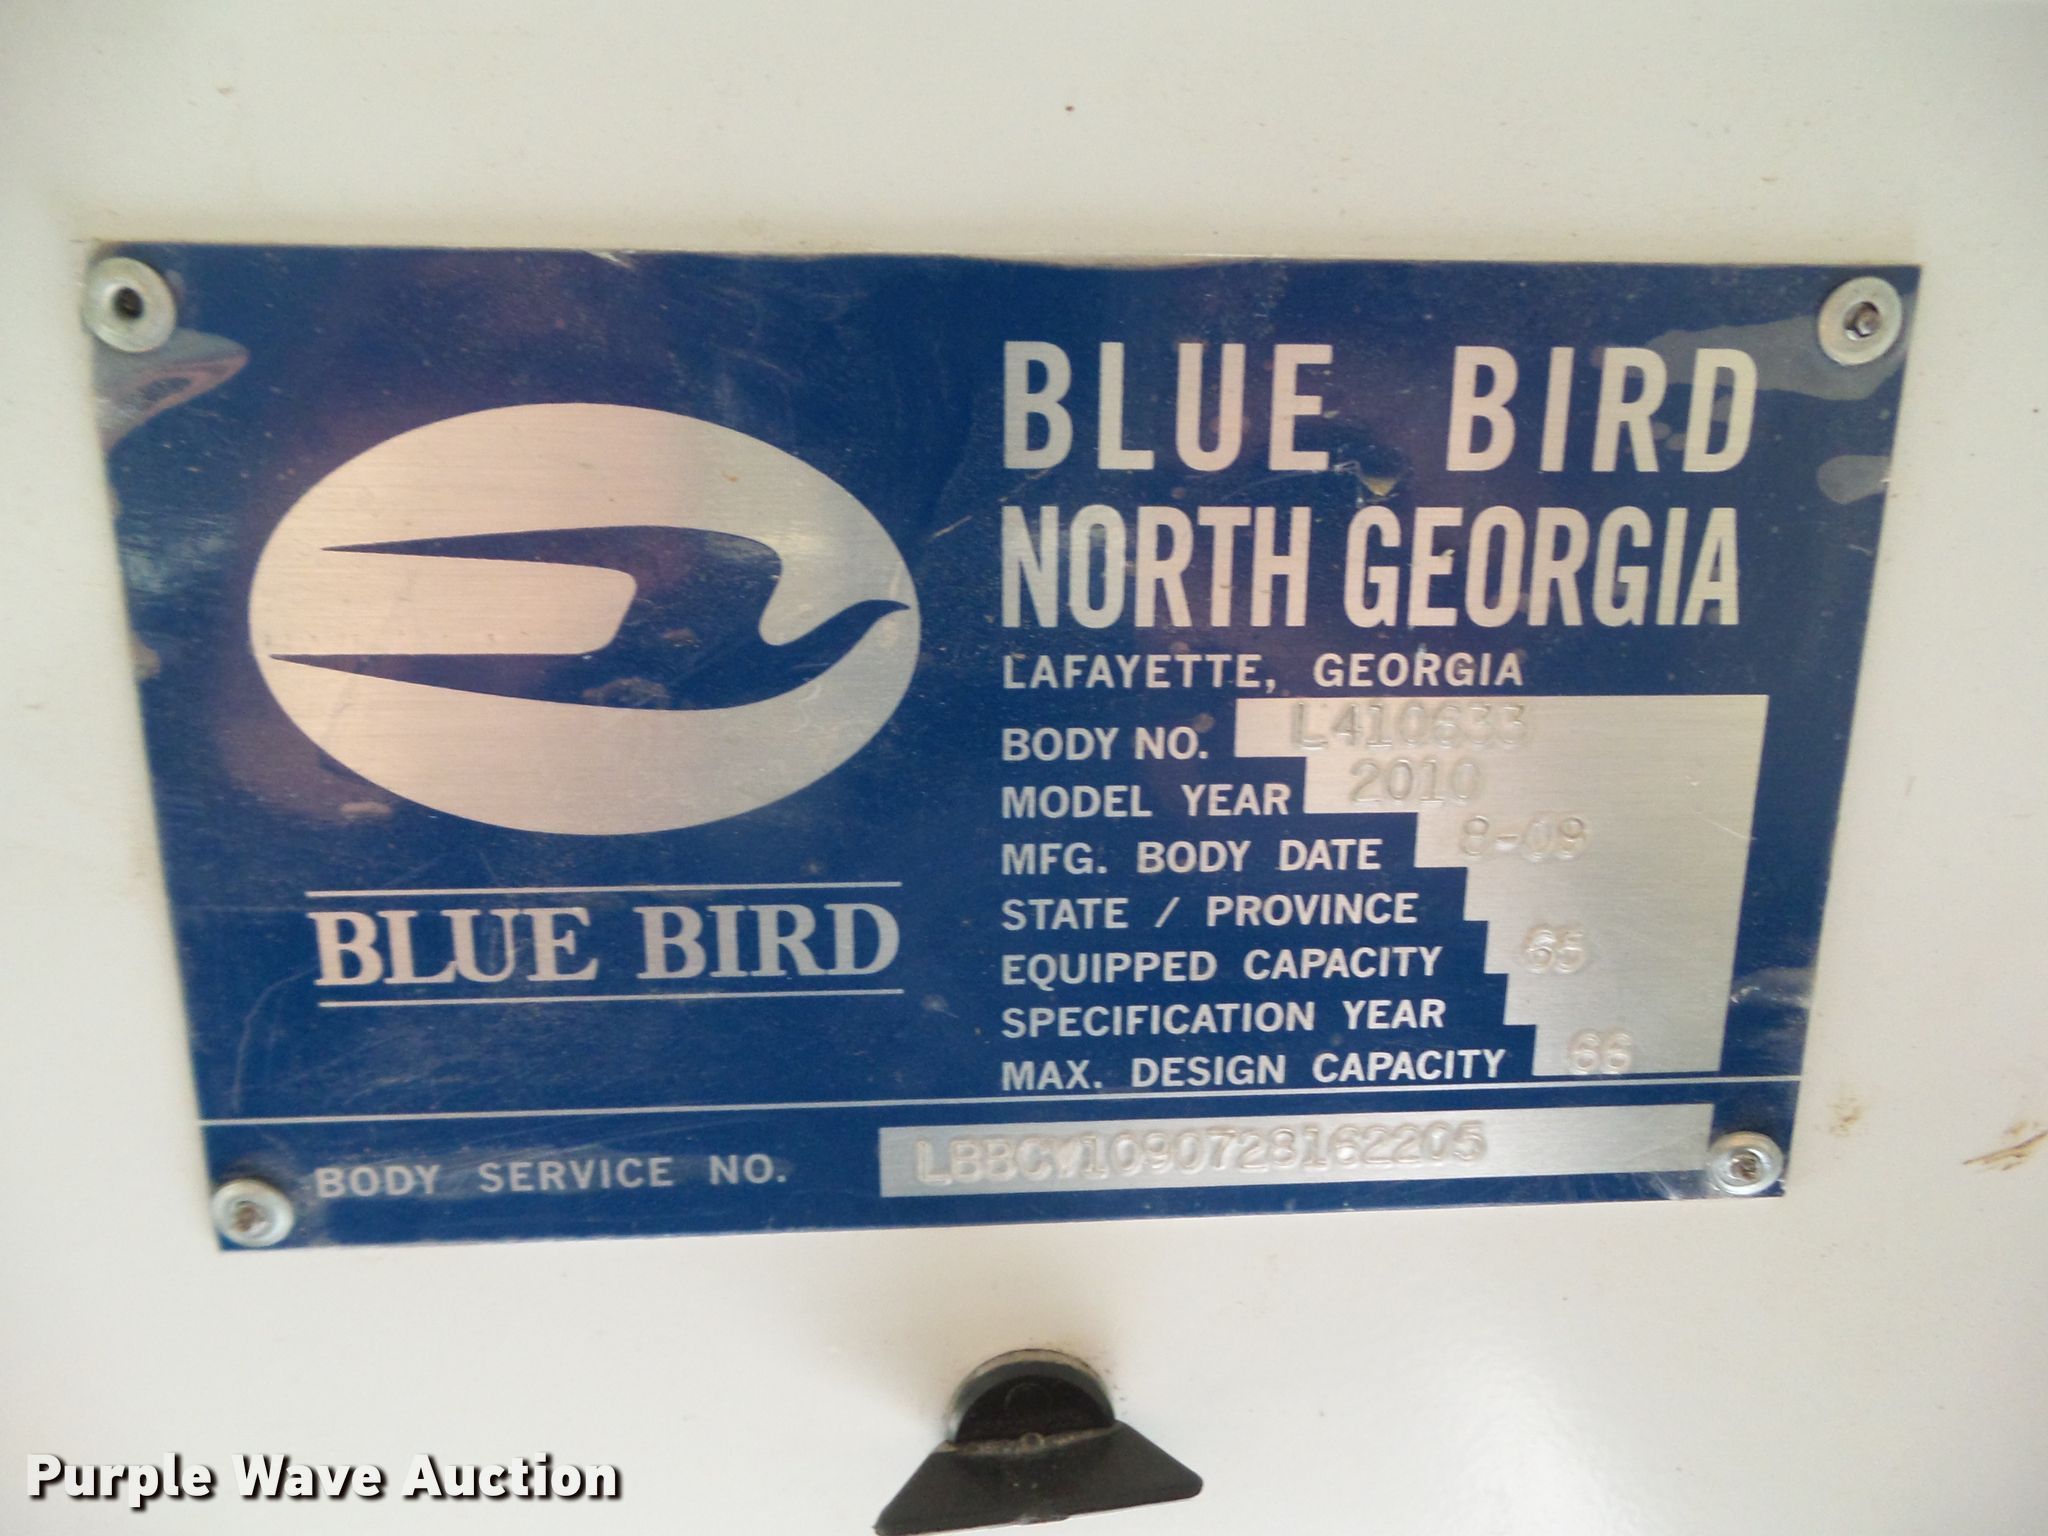 BLUE BIRD
NORTH GEORGIA
LAFAYETTE, GEORGIA
BODY NO. L410633
MODEL YEAR 2010
MFG. BODY DATE 8-09
STATE / PROVINCE
EQUIPPED CAPACITY 65
SPECIFICATION YEAR
MAX. DESIGN CAPACITY 66
BLUE BIRD
BODY SERVICE NO. LBBCV1090728162205
Purple Wave Auction